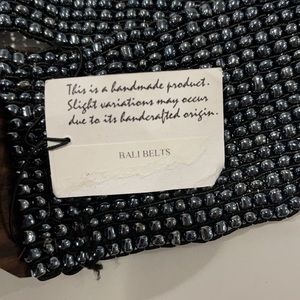 This is a handmade product.
Slight variations may occur
due to its handcrafted origin.
BALI BELTS